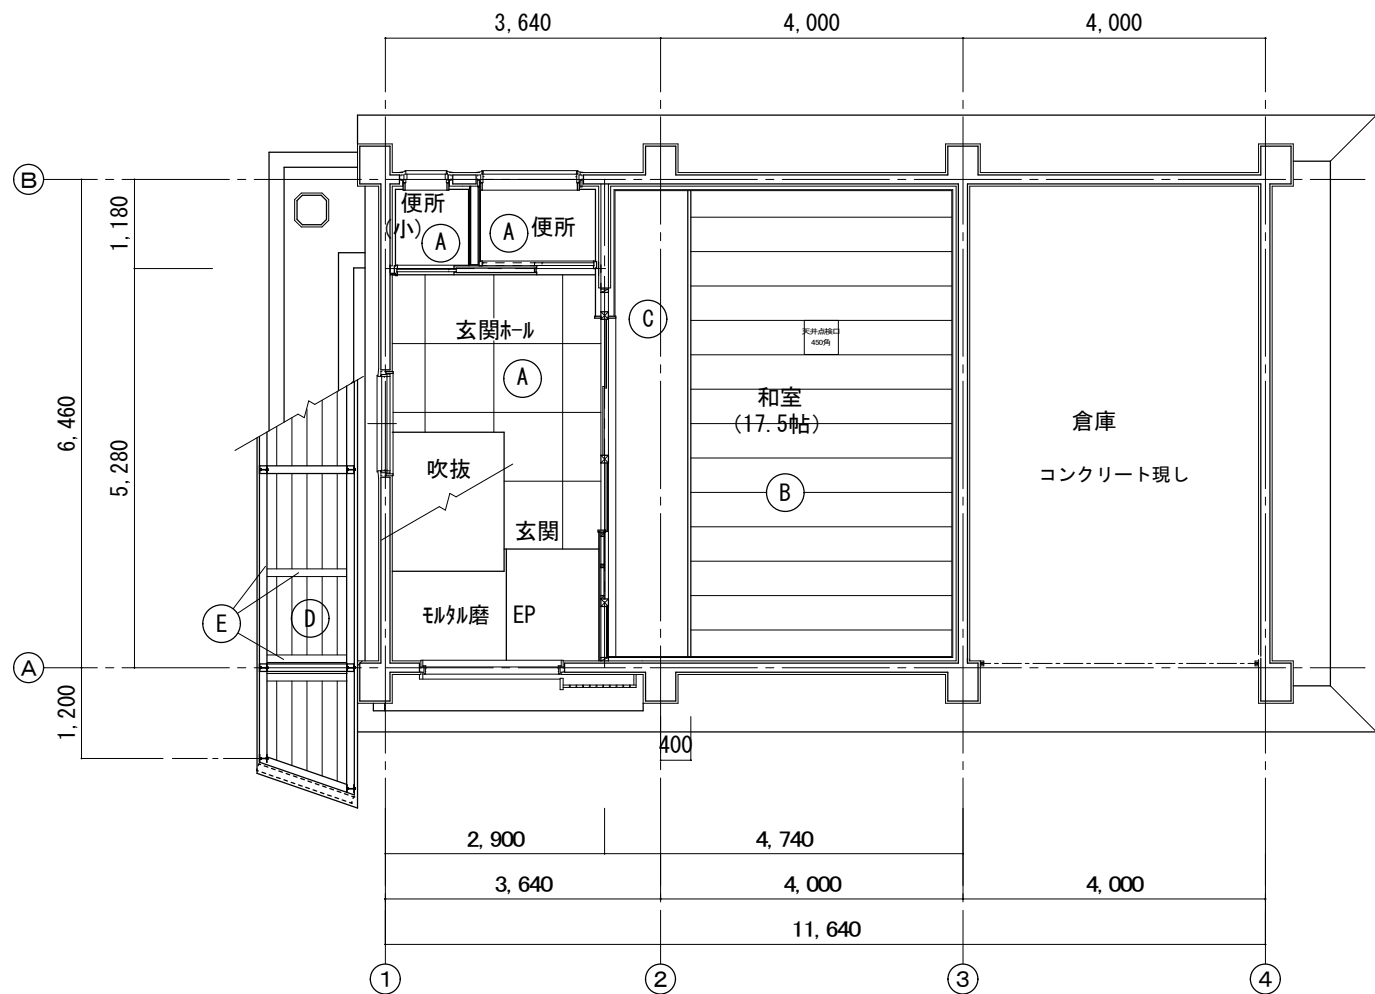 3,640
4,000
4,000
B
1,180
便所
(小)
A
A
便所
C
玄関ホール
天井点検口
450角
A
6,460
和室
(17.5帖)
倉庫
5,280
吹抜
コンクリート現し
B
玄関
E
D
モルタル磨
EP
A
1,200
400
2,900
4,740
3,640
4,000
4,000
11,640
1
2
3
4